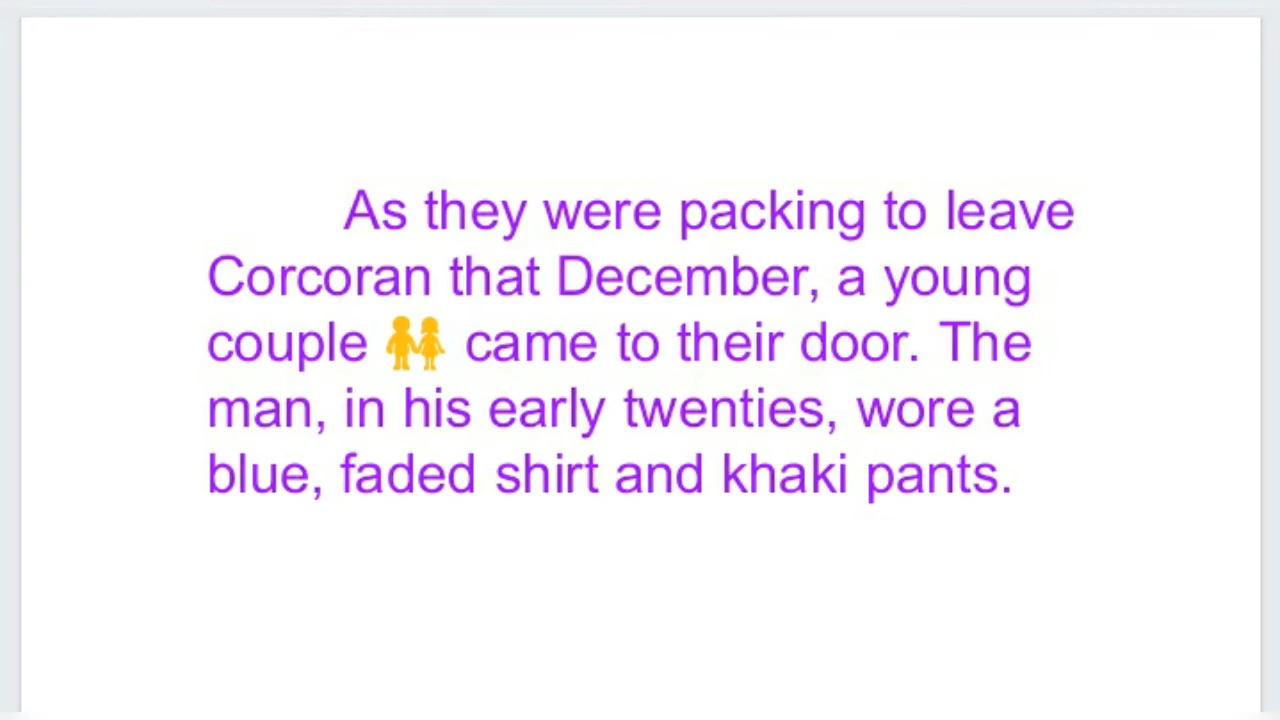 As they were packing to leave
Corcoran that December, a young
couple 👫 came to their door. The
man, in his early twenties, wore a
blue, faded shirt and khaki pants.